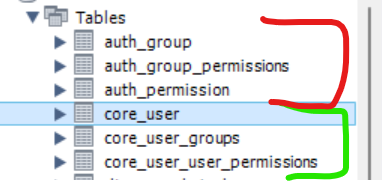 Tables
auth_group
auth_group_permissions
auth_permission
core_user
core_user_groups
core_user_user_permissions